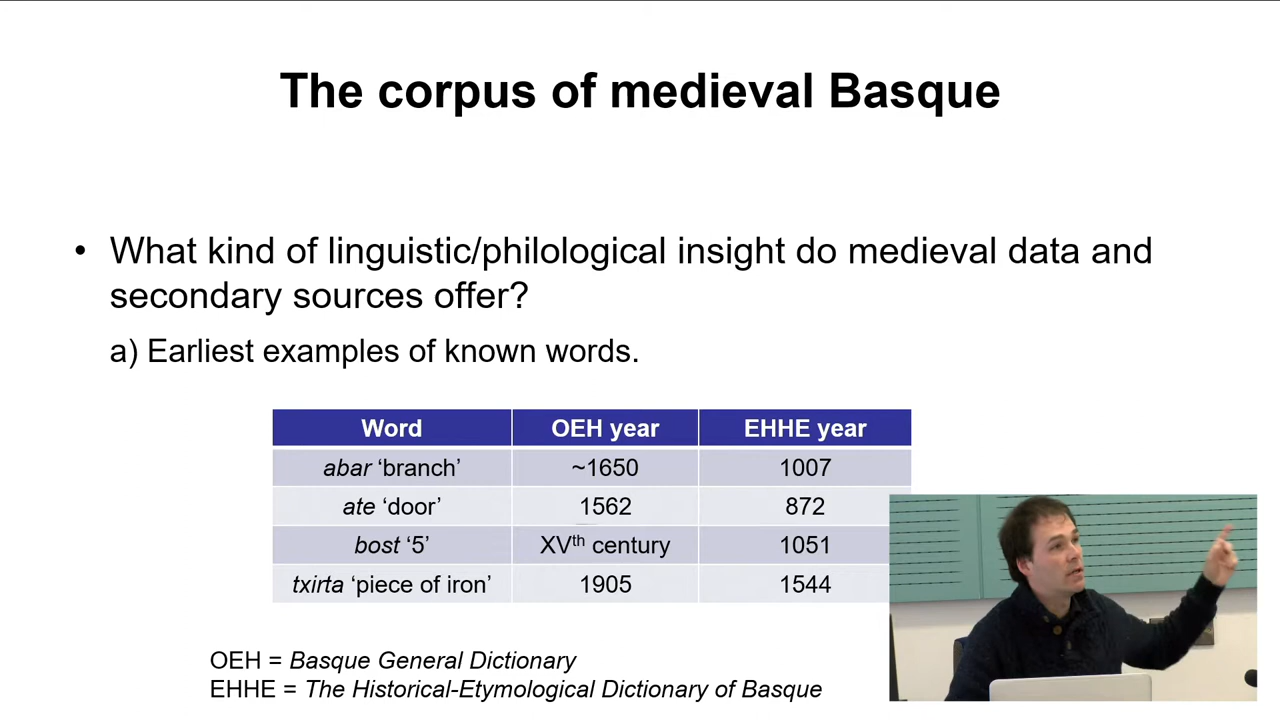 The corpus of medieval Basque
• What kind of linguistic/philological insight do medieval data and
secondary sources offer?
a) Earliest examples of known words.
Word OEH year EHHE year
abar ‘branch’ ~1650 1007
ate ‘door’ 1562 872
bost ‘5’ XVth century 1051
txirta ‘piece of iron’ 1905 1544
OEH = Basque General Dictionary
EHHE = The Historical-Etymological Dictionary of Basque